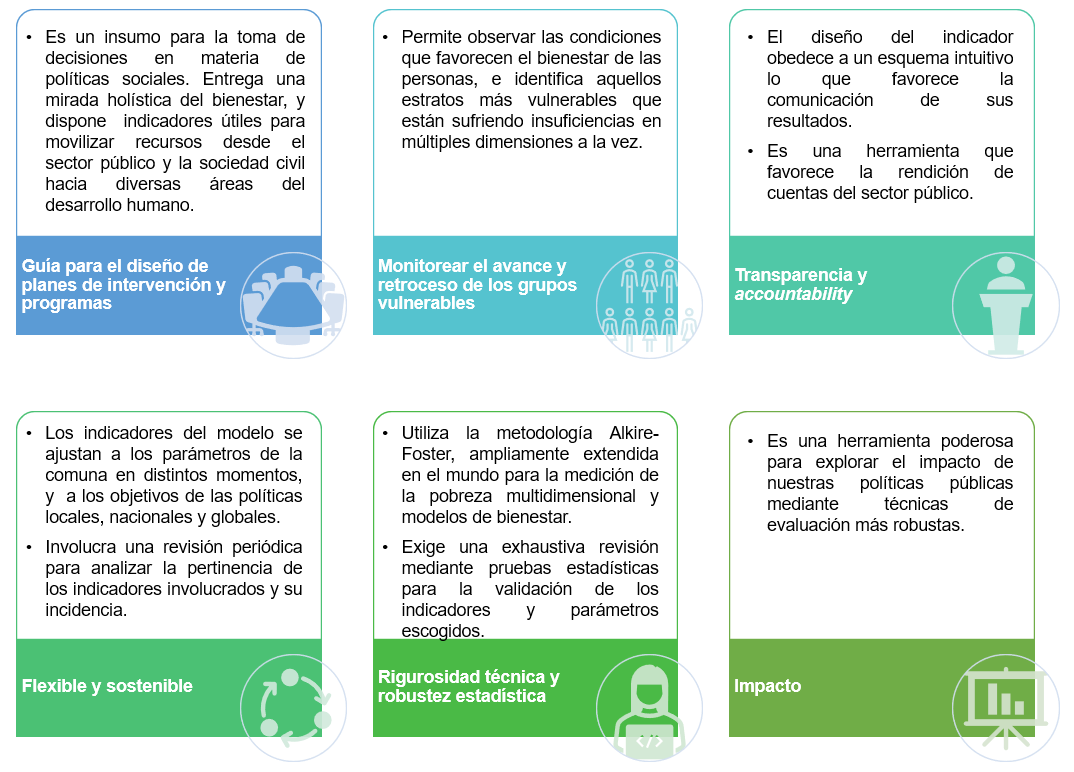 • Es un insumo para la toma de
decisiones en materia de
políticas sociales. Entrega una
mirada holística del bienestar, y
dispone indicadores útiles para
movilizar recursos desde el
sector público y la sociedad civil
hacia diversas áreas del
desarrollo humano.
Guía para el diseño de
planes de intervención y
programas
• Permite observar las condiciones
que favorecen el bienestar de las
personas, e identifica aquellos
estratos más vulnerables que
están sufriendo insuficiencias en
múltiples dimensiones a la vez.
Monitorear el avance y
retroceso de los grupos
vulnerables
• El diseño del indicador
obedece a un esquema intuitivo
lo que favorece la
comunicación de sus
resultados.
• Es una herramienta que
favorece la rendición de
cuentas del sector público.
Transparencia y
accountability
• Los indicadores del modelo se
ajustan a los parámetros de la
comuna en distintos momentos,
y a los objetivos de las políticas
locales, nacionales y globales.
• Involucra una revisión periódica
para analizar la pertinencia de
los indicadores involucrados y su
incidencia.
Flexible y sostenible
• Utiliza la metodología Alkire-
Foster, ampliamente extendida
en el mundo para la medición de
la pobreza multidimensional y
modelos de bienestar.
• Exige una exhaustiva revisión
mediante pruebas estadísticas
para la validación de los
indicadores y parámetros
escogidos.
Rigurosidad técnica y
robustez estadística
</>
• Es una herramienta poderosa
para explorar el impacto de
nuestras políticas públicas
mediante técnicas de
evaluación más robustas.
Impacto